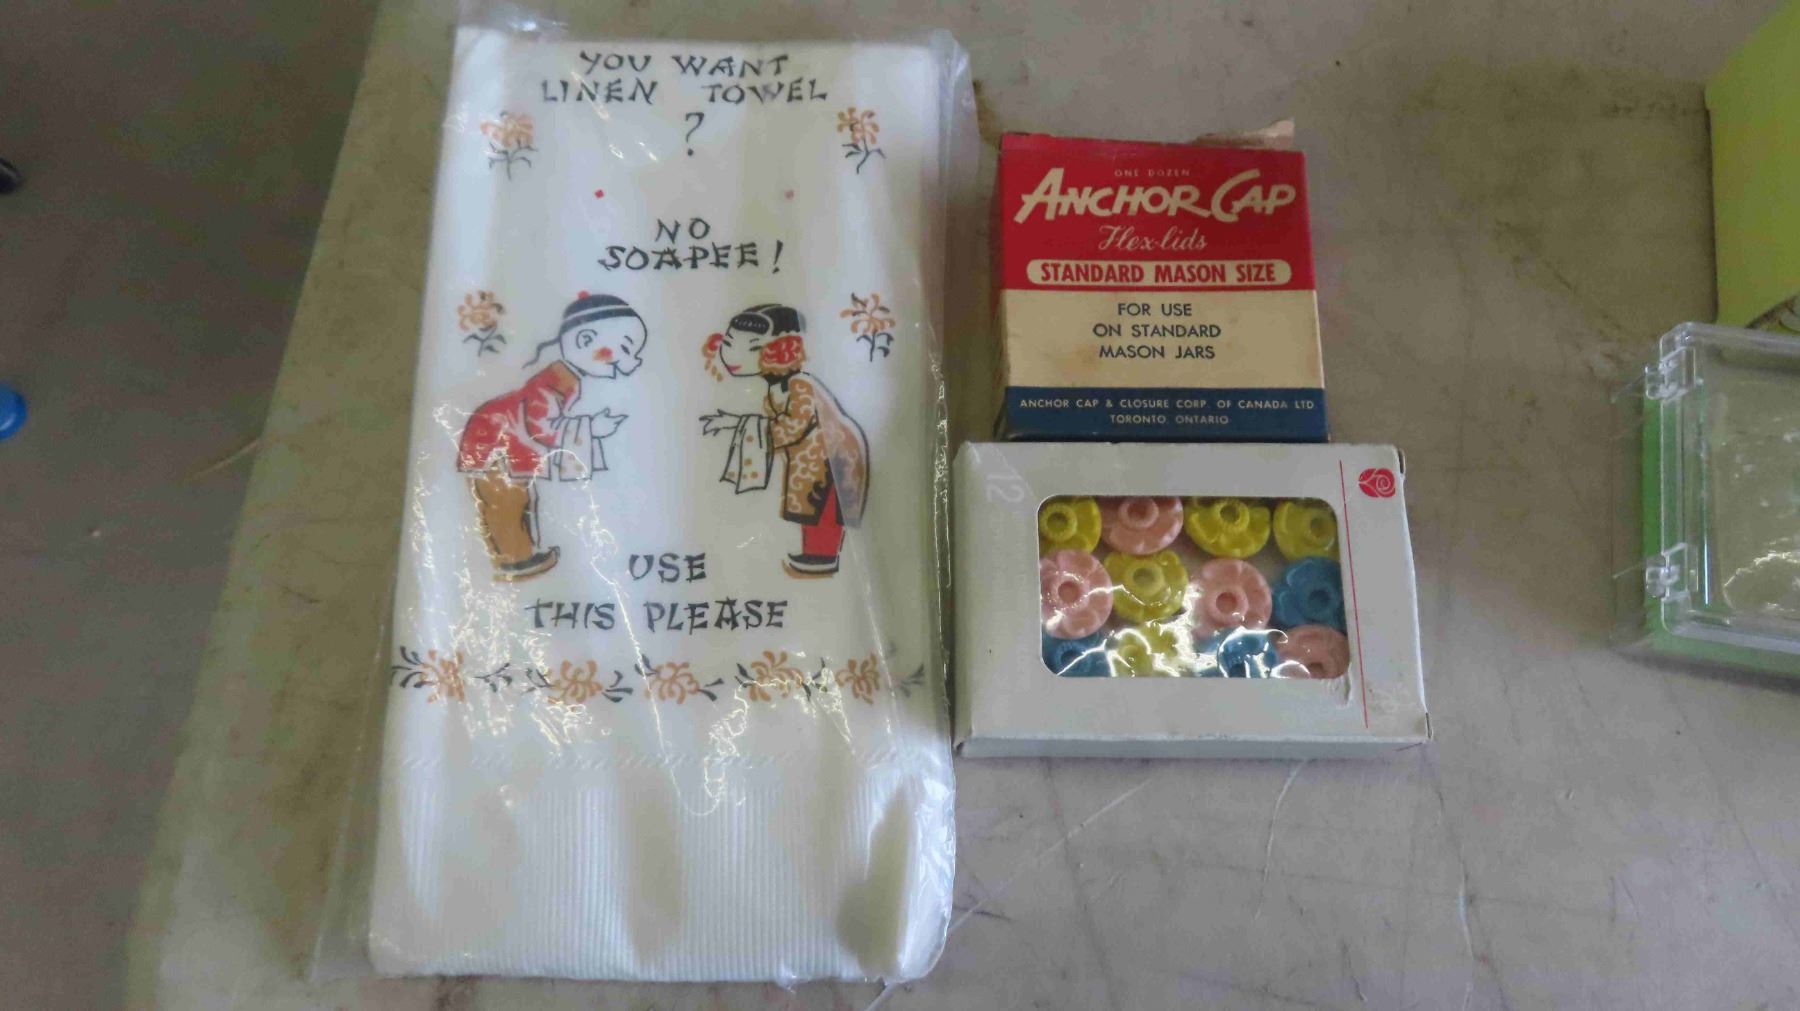 YOU WANT
LINEN TOWEL
?
NO
SOAPEE!
USE
THIS PLEASE
ONE DOZEN
ANCHOR CAP
Flex-lids
STANDARD MASON SIZE
FOR USE
ON STANDARD
MASON JARS
ANCHOR CAP & CLOSURE CORP. OF CANADA LTD.
TORONTO, ONTARIO
12